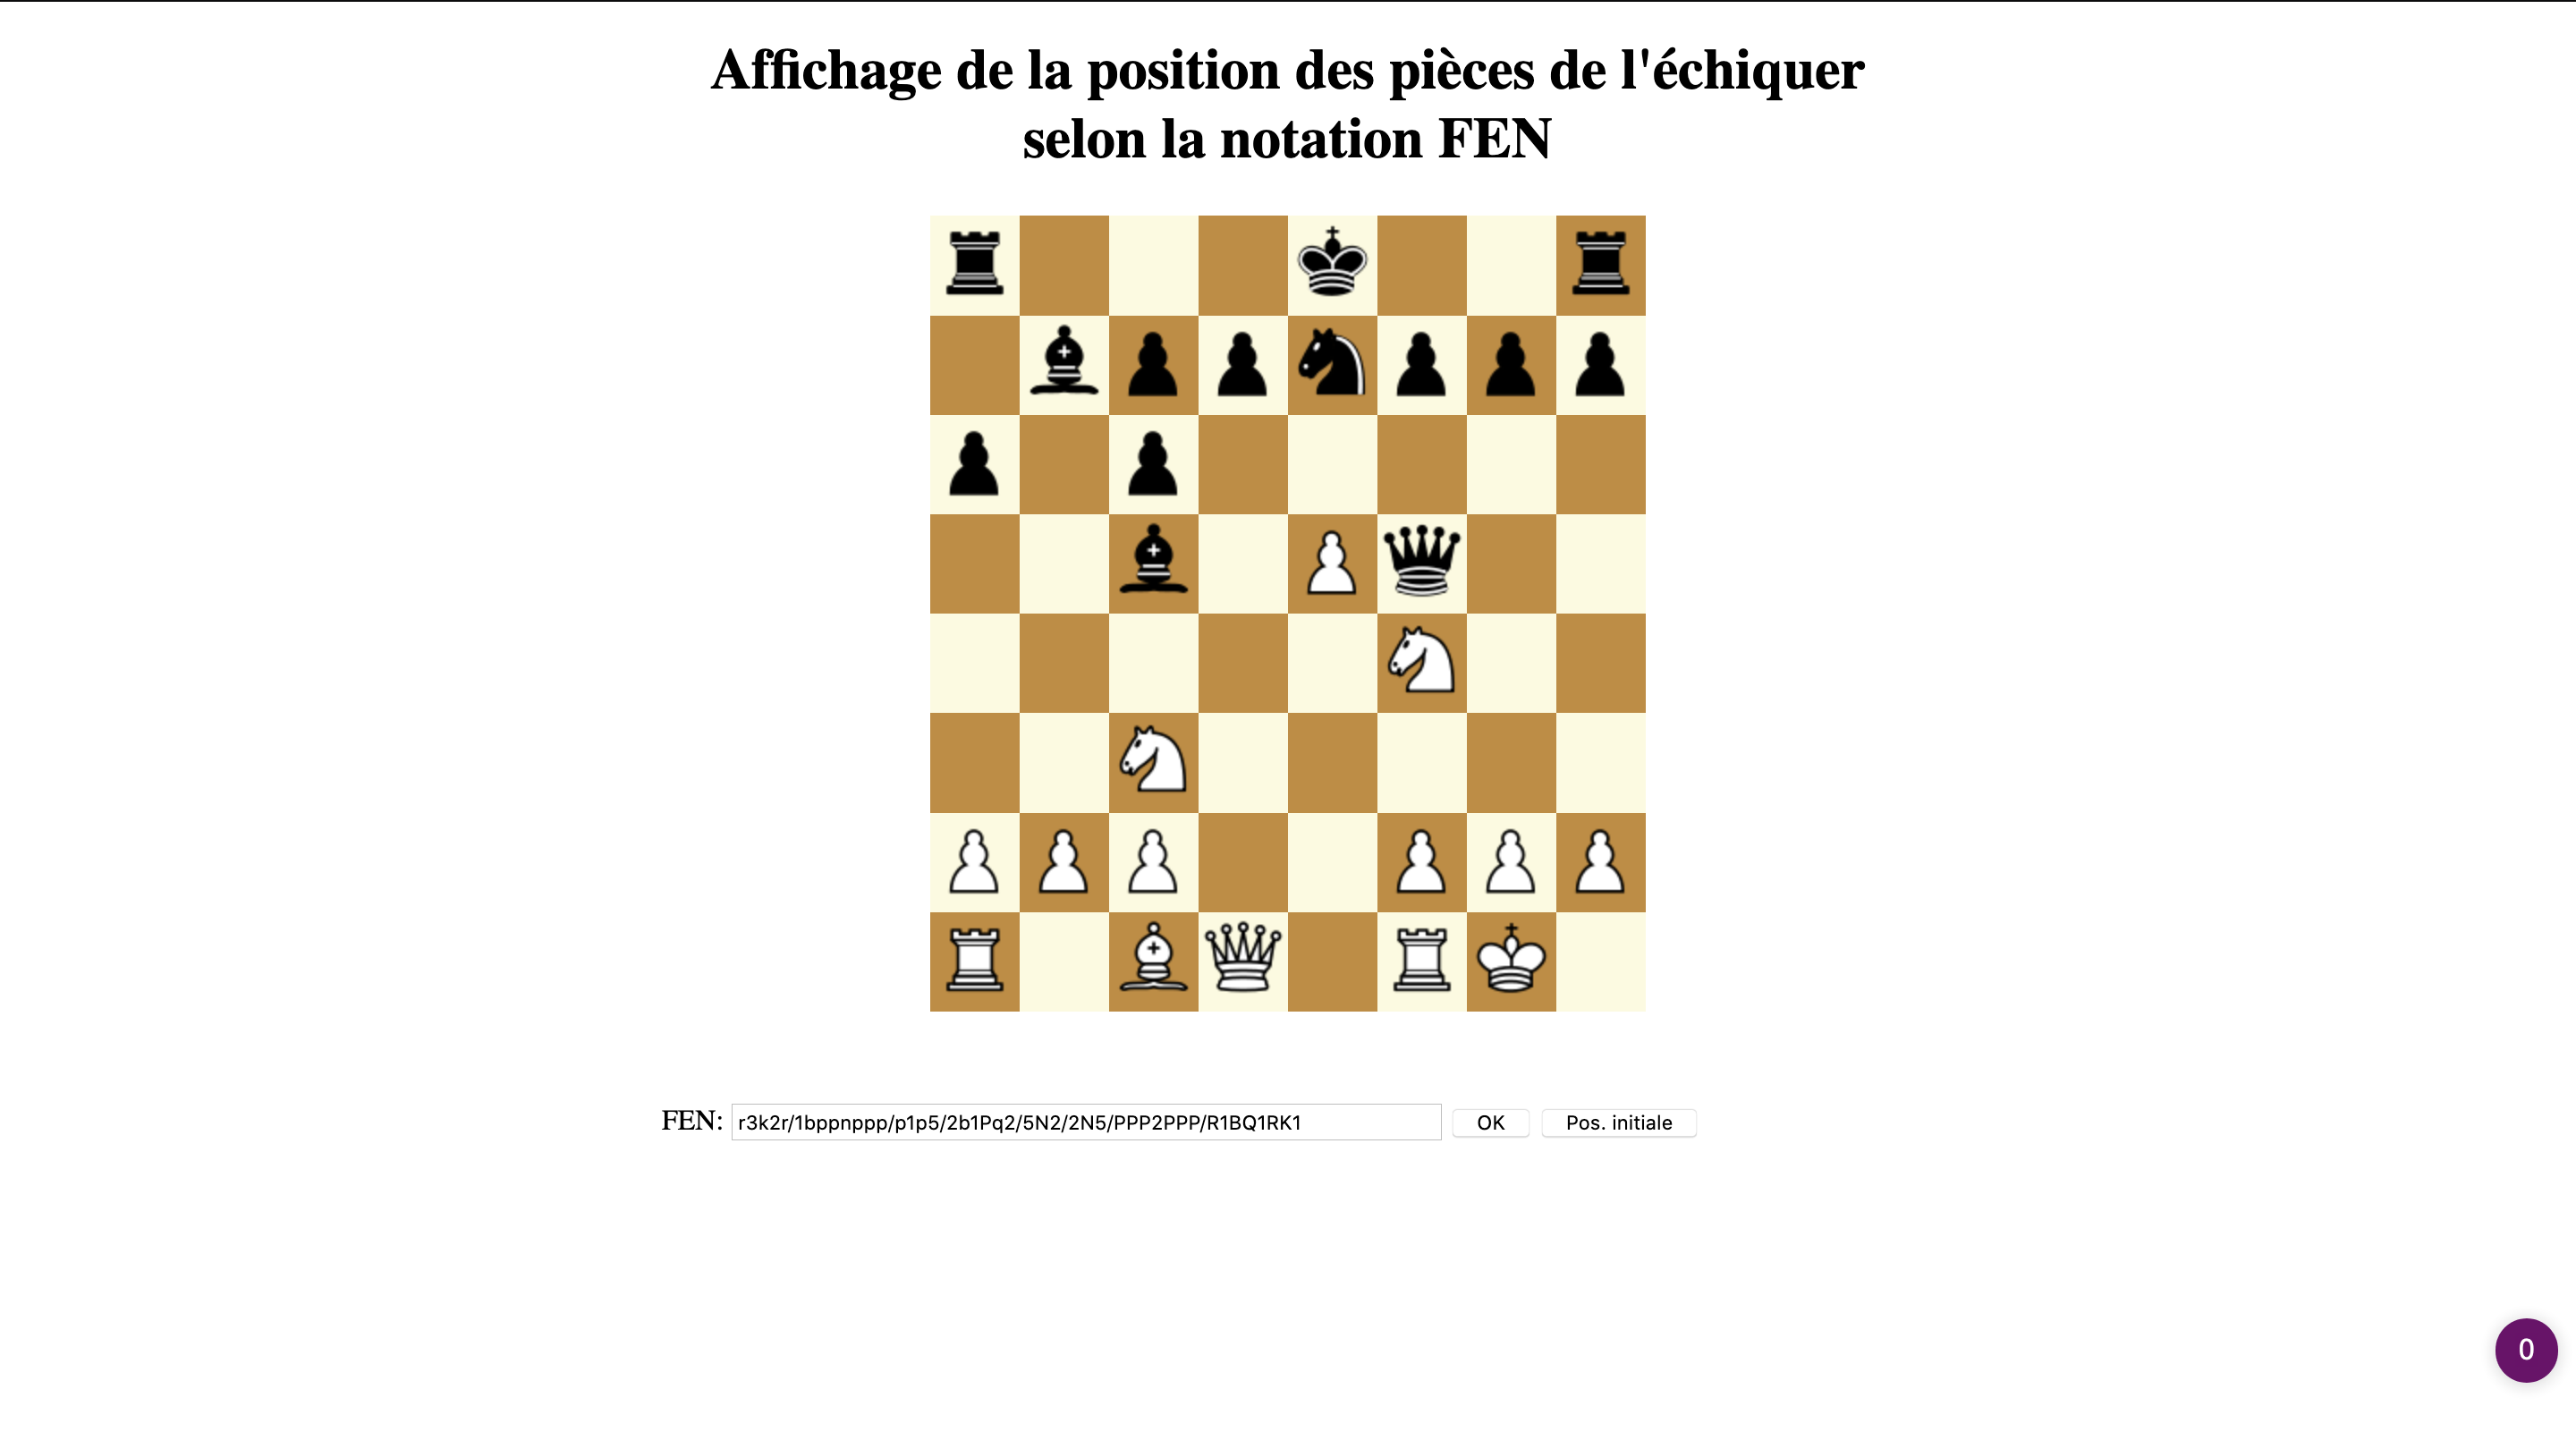 Affichage de la position des pièces de l'échiquer
selon la notation FEN
FEN: r3k2r/1bppnppp/p1p5/2b1Pq2/5N2/2N5/PPP2PPP/R1BQ1RK1 OK Pos. initiale
0